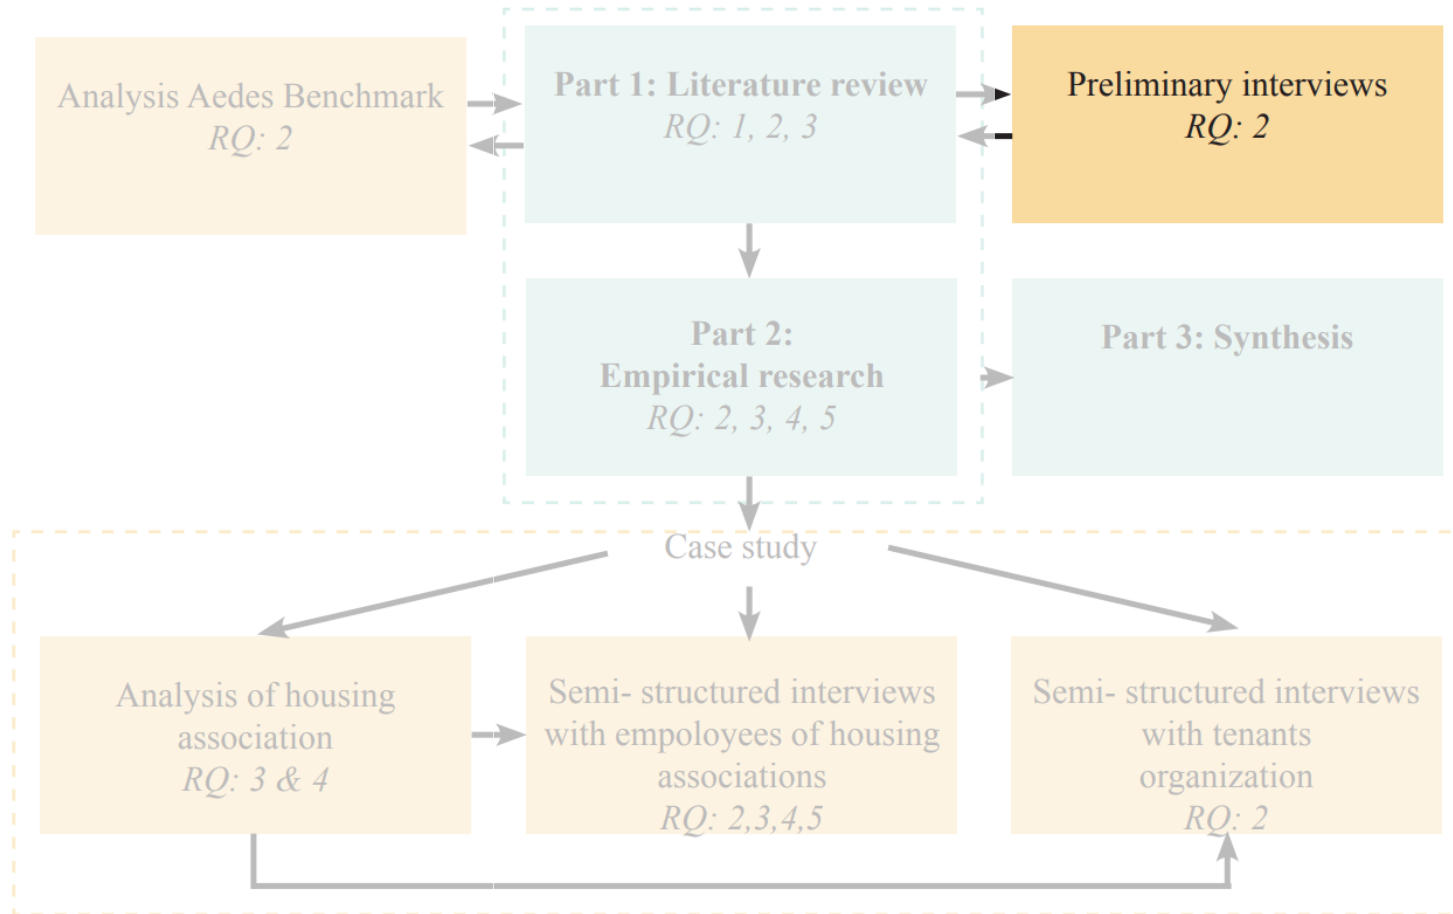 Analysis Aedes Benchmark
RQ: 2
Part 1: Literature review
RQ: 1, 2, 3
Preliminary interviews
RQ: 2
Part 2:
Empirical research
RQ: 2, 3, 4, 5
Part 3: Synthesis
Case study
Analysis of housing
association
RQ: 3 & 4
Semi- structured interviews
with empoloyees of housing
associations
RQ: 2,3,4,5
Semi- structured interviews
with tenants
organization
RQ: 2